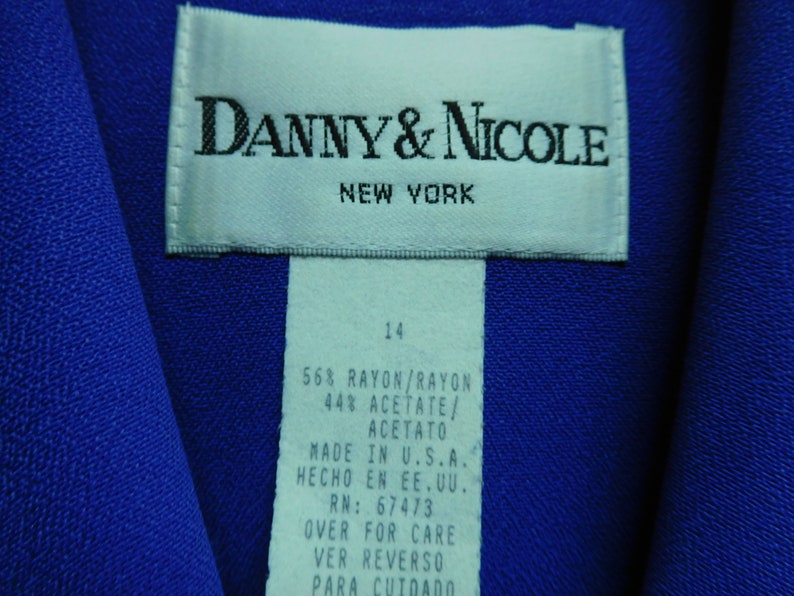 DANNY & NICOLE
NEW YORK
14
56% RAYON/RAYON
44% ACETATE/
ACETATO
MADE IN U.S.A.
HECHO EN EE.UU.
RN: 67473
OVER FOR CARE
VER REVERSO
PARA CUIDADO